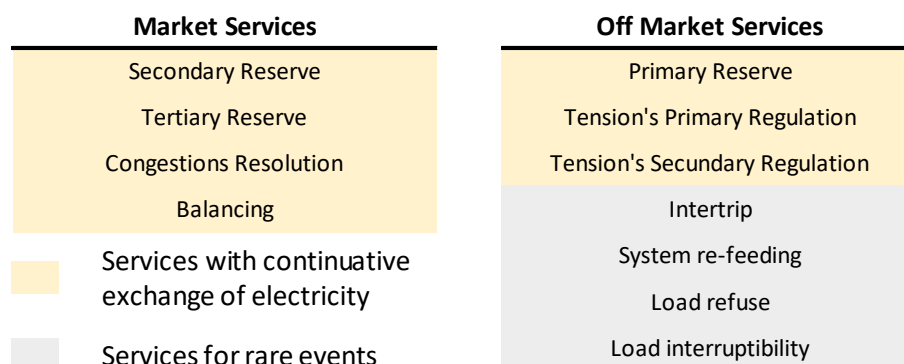 Market Services
Secondary Reserve
Tertiary Reserve
Congestions Resolution
Balancing
Services with continuative
exchange of electricity
Services for rare events
Off Market Services
Primary Reserve
Tension's Primary Regulation
Tension's Secundary Regulation
Intertrip
System re-feeding
Load refuse
Load interruptibility